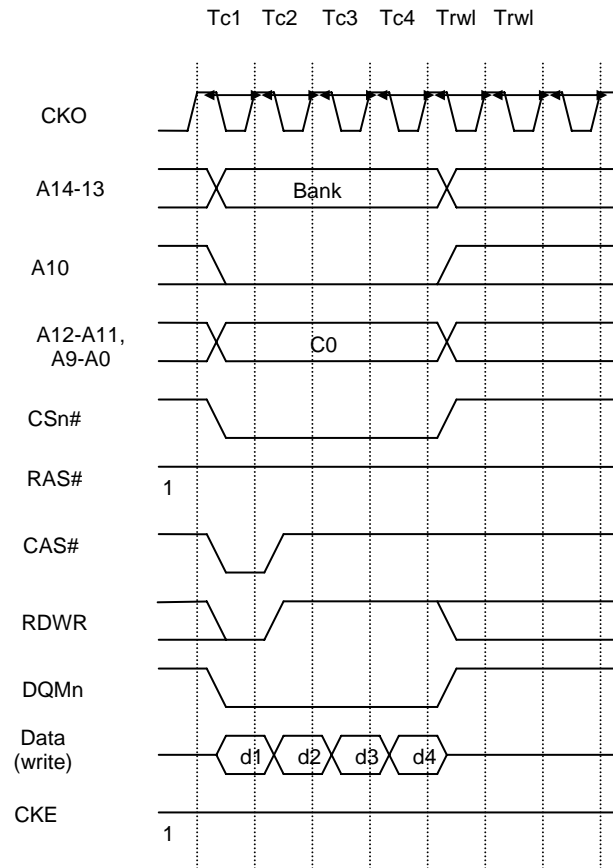 Tc1 Tc2 Tc3 Tc4 Trwl Trwl
CKO
A14-13
Bank
A10
A12-A11,
A9-A0
C0
CSn#
RAS#
1
CAS#
RDWR
DQMn
Data
(write)
d1 d2 d3 d4
CKE
1